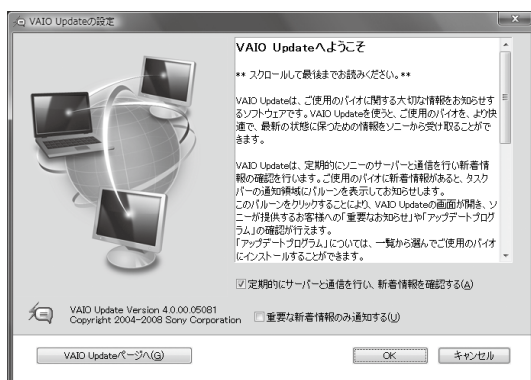 VAIO Updateの設定
VAIO Updateへようこそ
** スクロールして最後までお読みください。**
VAIO Updateは、ご使用のバイオに関する大切な情報をお知らせす
るソフトウェアです。VAIO Updateを使うと、ご使用のバイオを、より快
適で、最新の状態に保つための情報をソニーから受け取ることがで
きます。
VAIO Updateは、定期的にソニーのサーバーと通信を行い新着情
報の確認を行います。ご使用のバイオに新着情報があると、タスク
バーの通知領域にバルーンを表示してお知らせします。
このバルーンをクリックすることにより、VAIO Updateの画面が開き、ソ
ニーが提供するお客様への「重要なお知らせ」や「アップデートプログ
ラム」の確認が行えます。
「アップデートプログラム」については、一覧から選んでご使用のバイオ
にインストールすることができます。
定期的にサーバーと通信を行い、新着情報を確認する(A)
VAIO Update Version 4.0.00.05081
Copyright 2004-2008 Sony Corporation
重要な新着情報のみ通知する(U)
VAIO Updateページへ(G)
OK
キャンセル